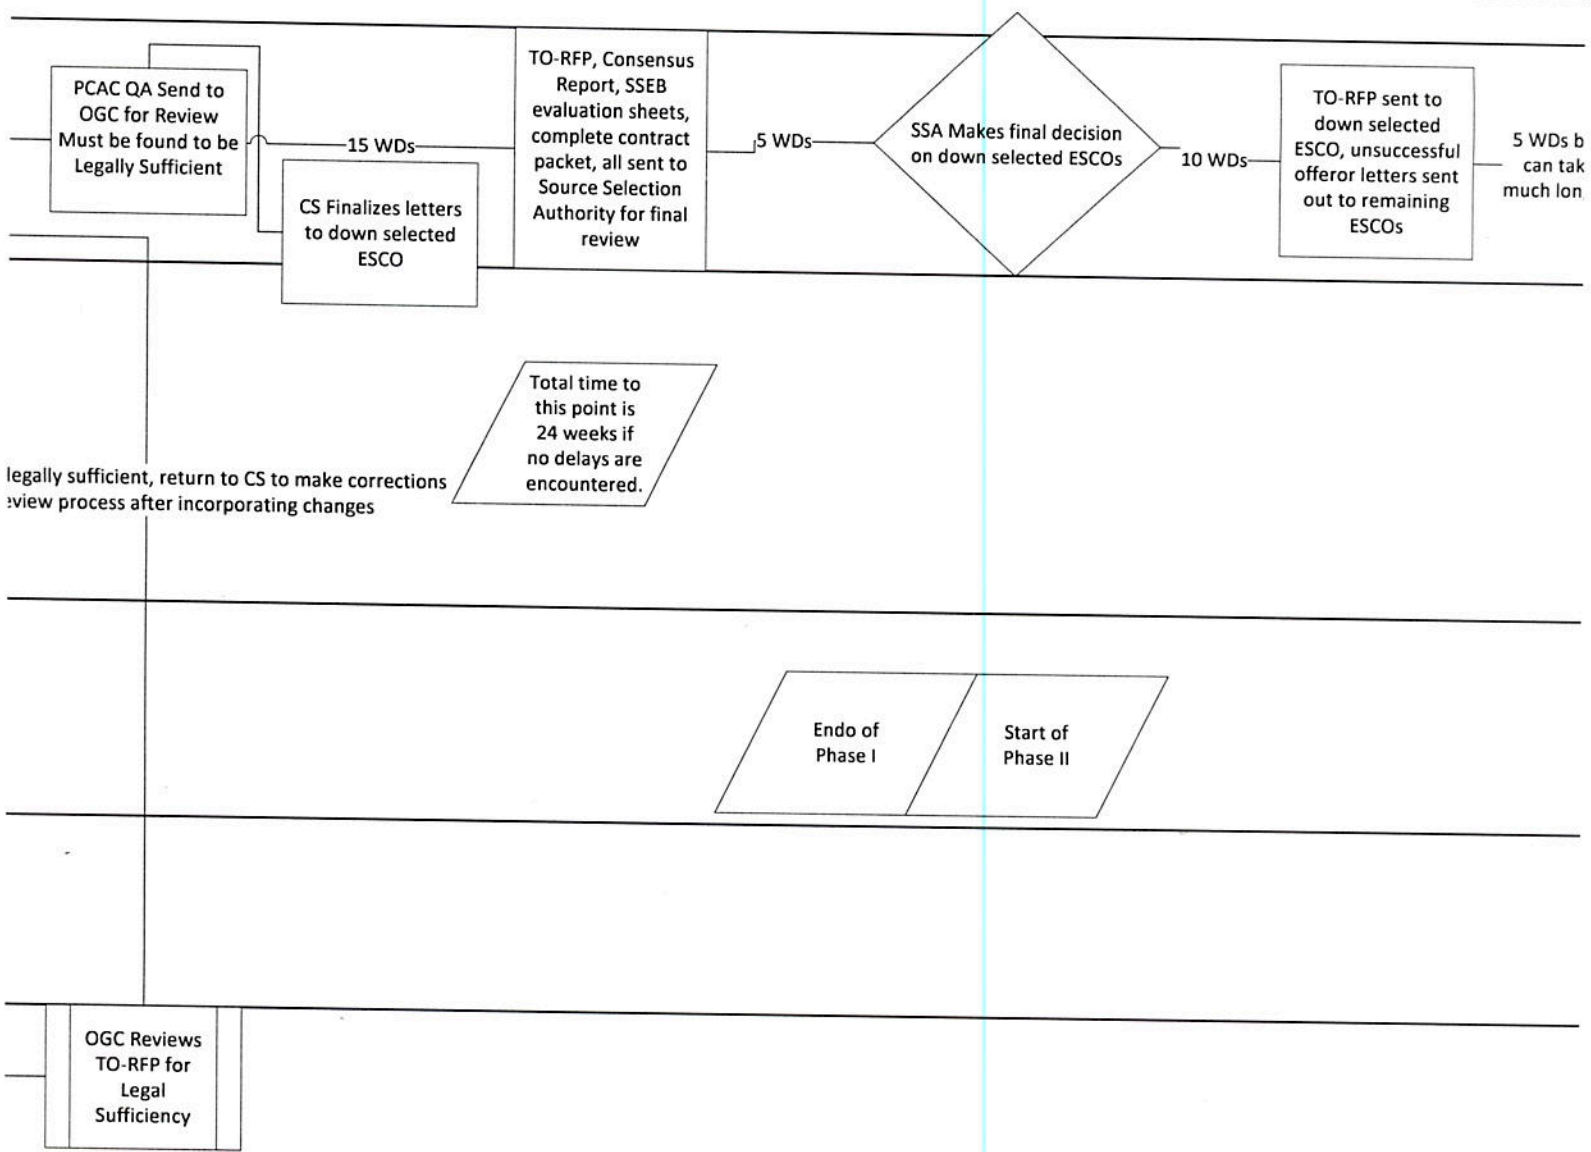 PCAC QA Send to
OGC for Review
Must be found to be
Legally Sufficient
15 WDs
CS Finalizes letters
to down selected
ESCO
TO-RFP, Consensus
Report, SSEB
evaluation sheets,
complete contract
packet, all sent to
Source Selection
Authority for final
review
5 WDs
SSA Makes final decision
on down selected ESCOs
10 WDs
TO-RFP sent to
down selected
ESCO, unsuccessful
offeror letters sent
out to remaining
ESCOs
5 WDs b
can tak
much lon
Total time to
this point is
24 weeks if
no delays are
encountered.
legally sufficient, return to CS to make corrections
eview process after incorporating changes
Endo of
Phase I
Start of
Phase II
OGC Reviews
TO-RFP for
Legal
Sufficiency